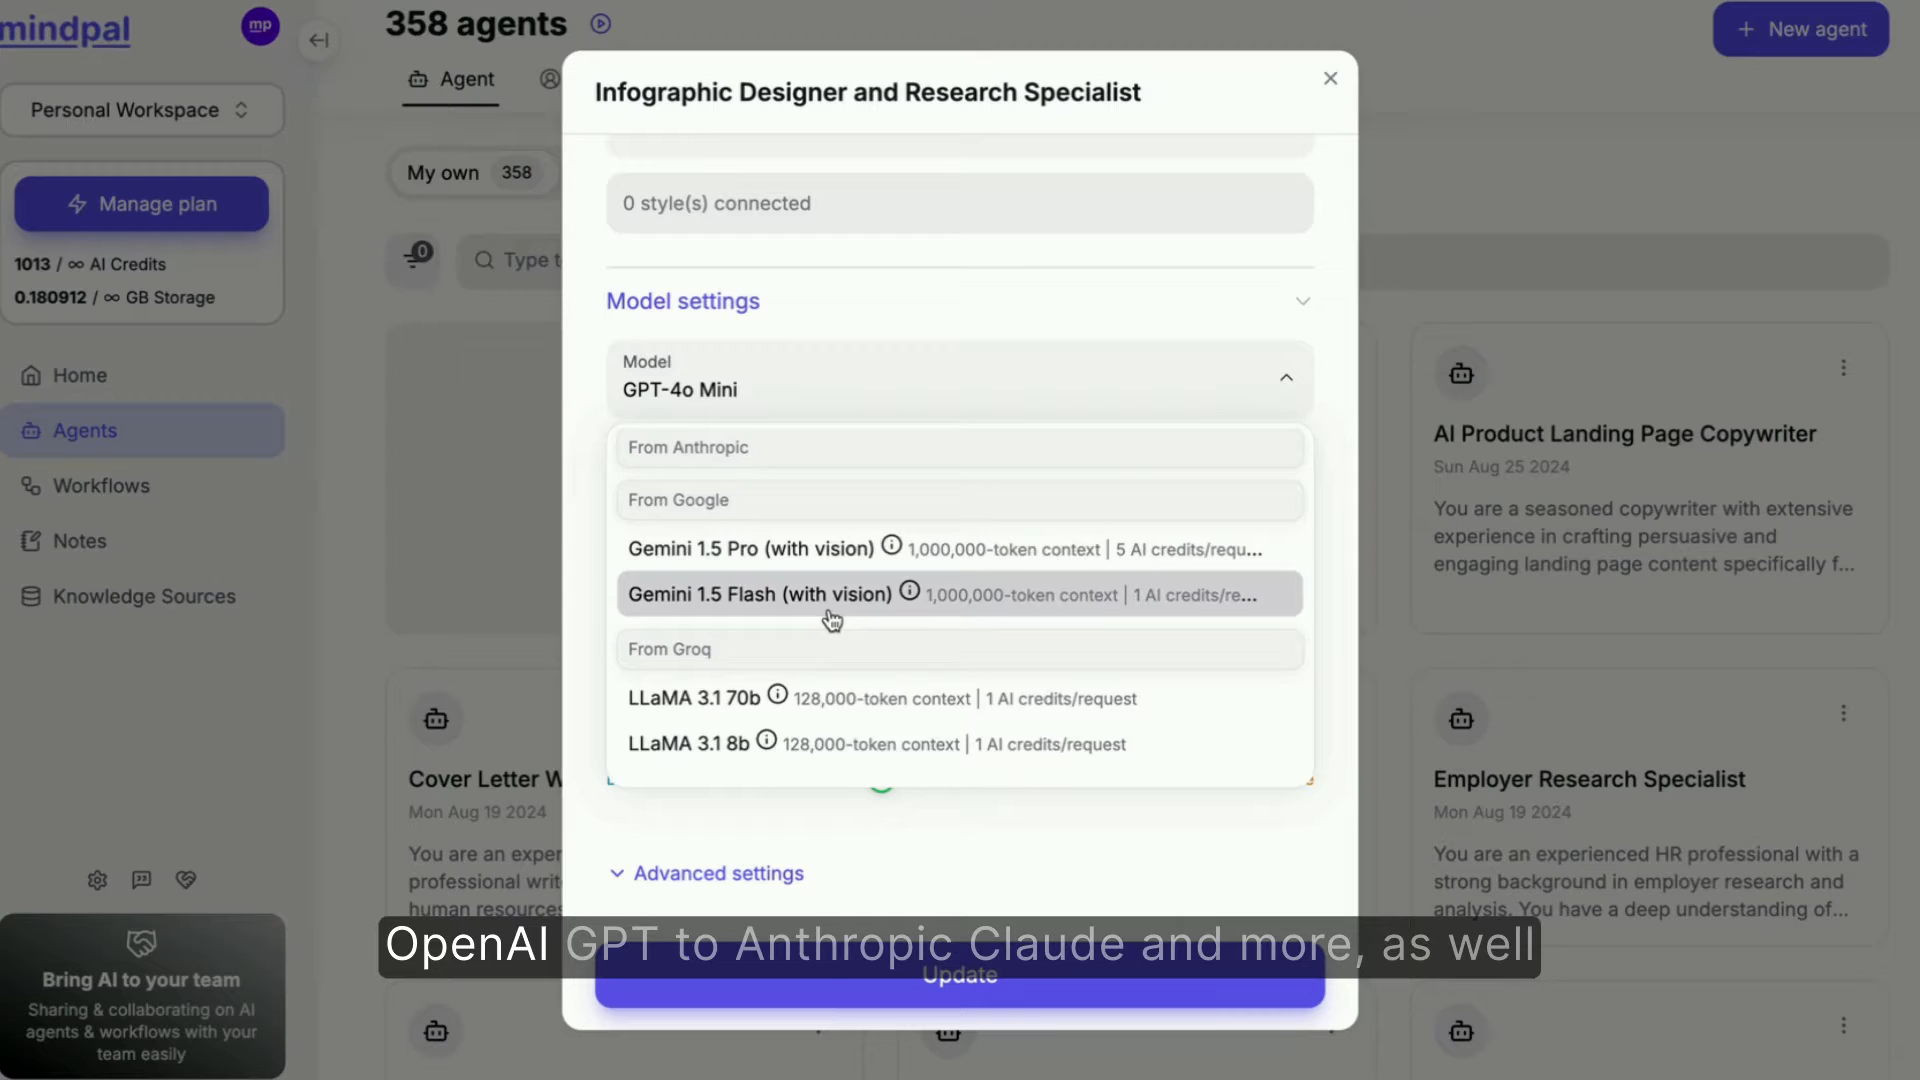 mindpal
mp
358 agents
New agent
Personal Workspace
Agent
Infographic Designer and Research Specialist
Manage plan
My own 358
0 style(s) connected
1013 / ∞ AI Credits
0.180912 / ∞ GB Storage
0
Type t
Model settings
Model
GPT-4o Mini
Home
Agents
Workflows
Notes
Knowledge Sources
From Anthropic
From Google
Gemini 1.5 Pro (with vision) 1,000,000-token context | 5 AI credits/requ...
Gemini 1.5 Flash (with vision) 1,000,000-token context | 1 AI credits/re...
From Groq
LLaMA 3.1 70b 128,000-token context | 1 AI credits/request
LLaMA 3.1 8b 128,000-token context | 1 AI credits/request
AI Product Landing Page Copywriter
Sun Aug 25 2024
You are a seasoned copywriter with extensive
experience in crafting persuasive and
engaging landing page content specifically f...
Cover Letter W
Mon Aug 19 2024
You are an exper
professional writ
human resources
Employer Research Specialist
Mon Aug 19 2024
You are an experienced HR professional with a
strong background in employer research and
analysis. You have a deep understanding of...
Advanced settings
OpenAI GPT to Anthropic Claude and more, as well
Update
Bring AI to your team
Sharing & collaborating on AI
agents & workflows with your
team easily